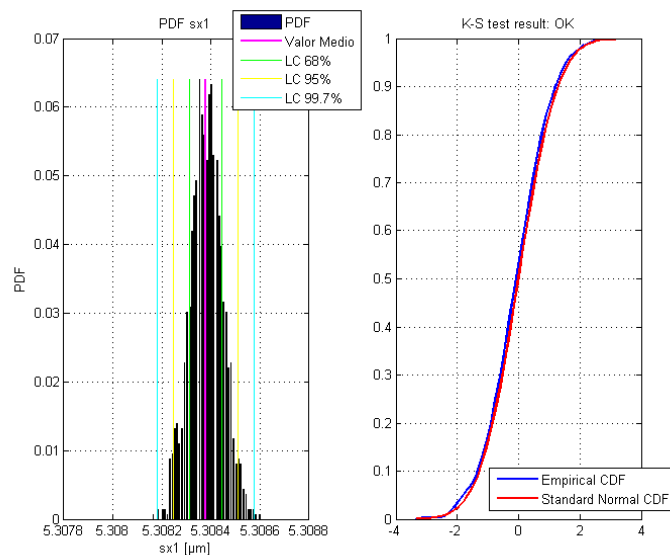 PDF sx1
PDF
Valor Medio
LC 68%
LC 95%
LC 99.7%
0.07
0.06
0.05
0.04
0.03
0.02
0.01
0
PDF
5.3078
5.308
5.3082
5.3084
5.3086
5.3088
sx1 [µm]
K-S test result: OK
1
0.9
0.8
0.7
0.6
0.5
0.4
0.3
0.2
0.1
0
-4
-2
0
2
4
Empirical CDF
Standard Normal CDF